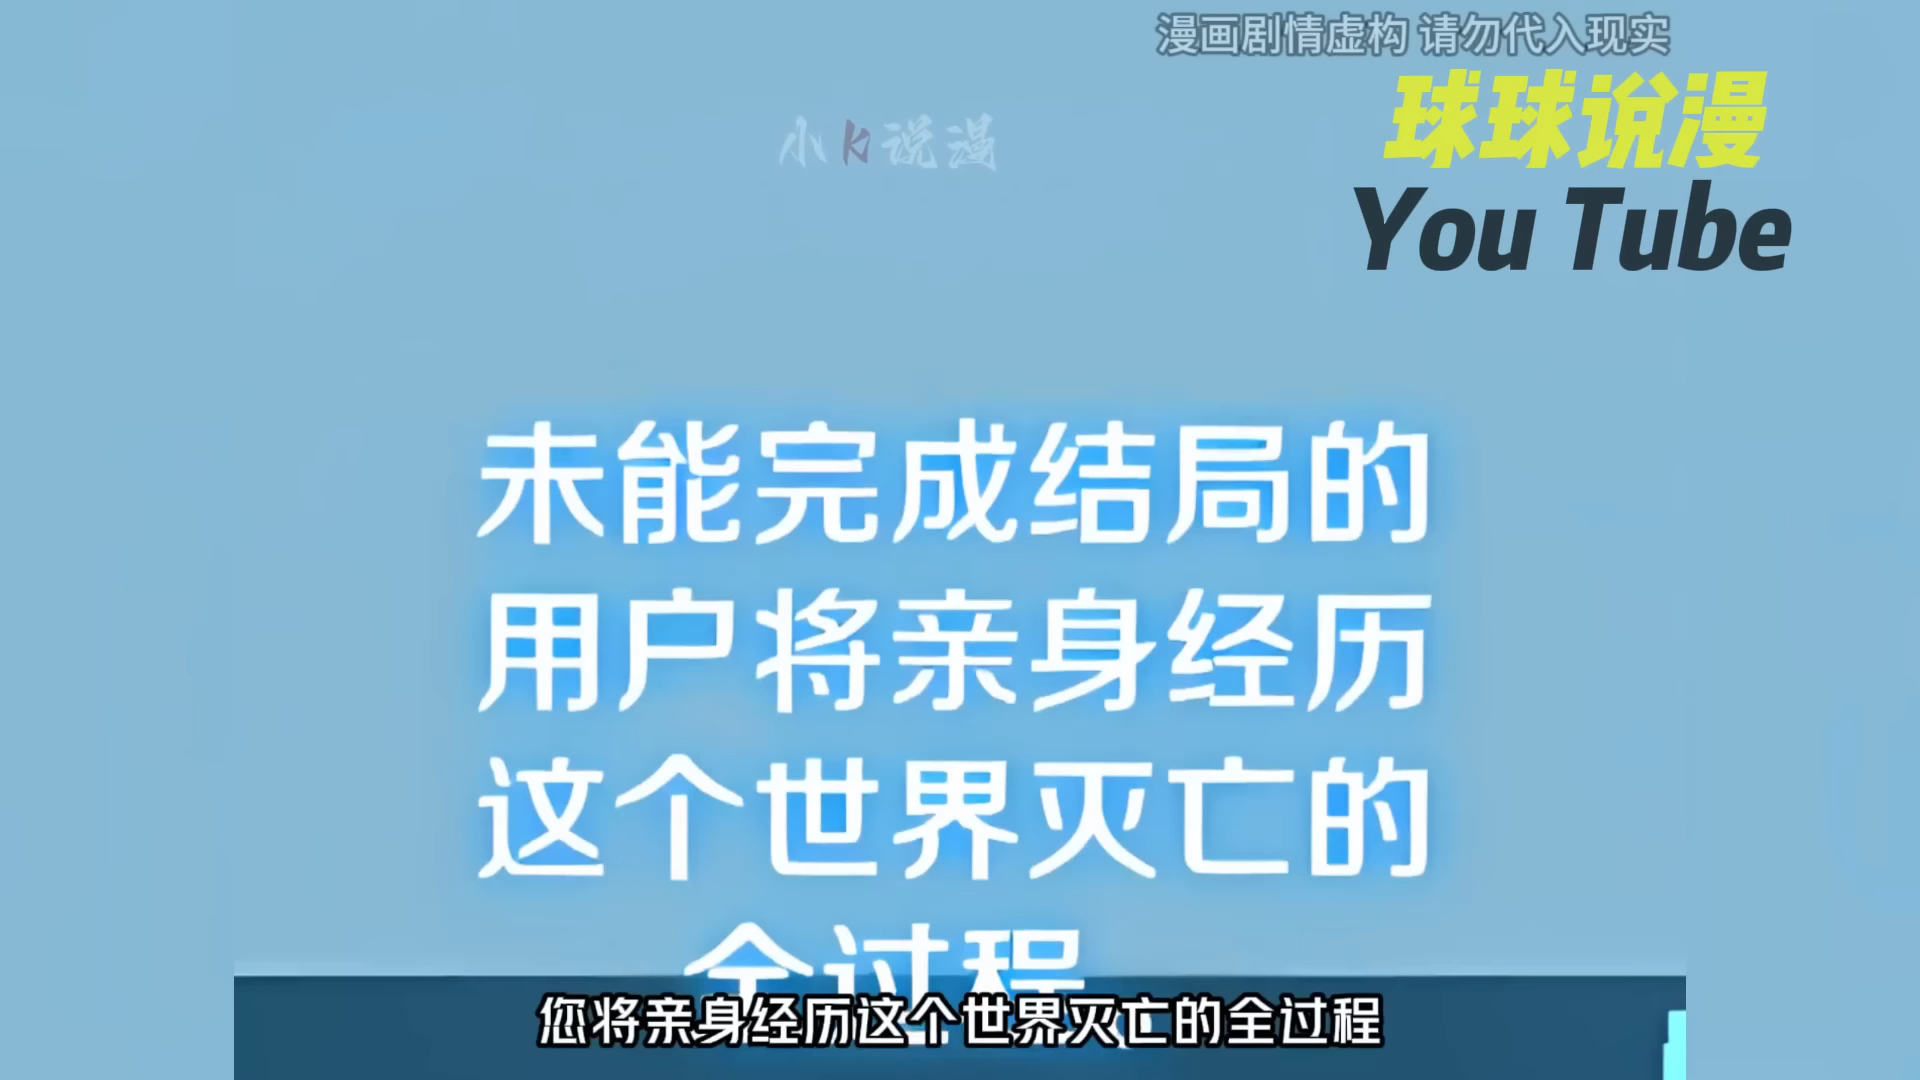 漫画剧情虚构 请勿代入现实
球球说漫
You Tube
小k说漫
未能完成结局的
用户将亲身经历
这个世界灭亡的
全过程
您将亲身经历这个世界灭亡的全过程